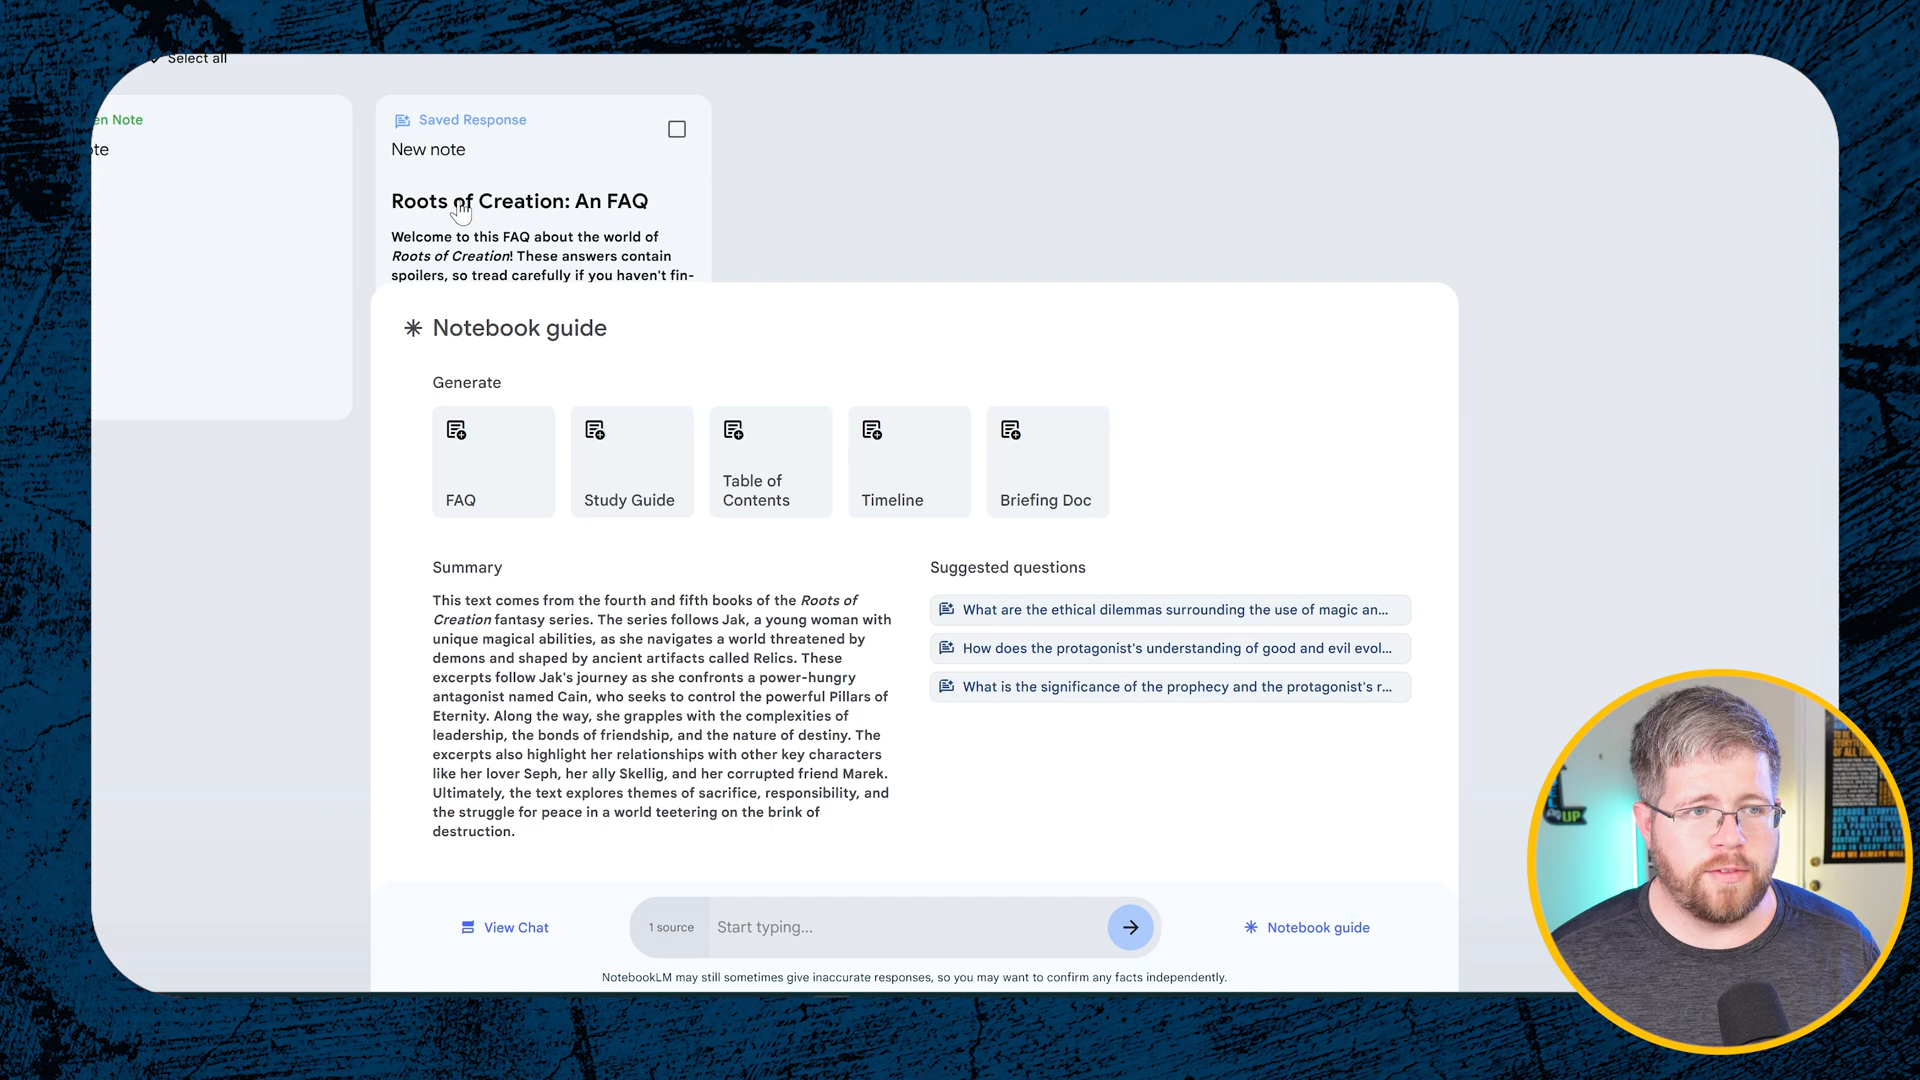 Select all
en Note
ote
Saved Response
New note
Roots of Creation: An FAQ
Welcome to this FAQ about the world of
Roots of Creation! These answers contain
spoilers, so tread carefully if you haven't fin-
Notebook guide
Generate
FAQ
Study Guide
Table of
Contents
Timeline
Briefing Doc
Summary
This text comes from the fourth and fifth books of the Roots of
Creation fantasy series. The series follows Jak, a young woman with
unique magical abilities, as she navigates a world threatened by
demons and shaped by ancient artifacts called Relics. These
excerpts follow Jak's journey as she confronts a power-hungry
antagonist named Cain, who seeks to control the powerful Pillars of
Eternity. Along the way, she grapples with the complexities of
leadership, the bonds of friendship, and the nature of destiny. The
excerpts also highlight her relationships with other key characters
like her lover Seph, her ally Skellig, and her corrupted friend Marek.
Ultimately, the text explores themes of sacrifice, responsibility, and
the struggle for peace in a world teetering on the brink of
destruction.
Suggested questions
What are the ethical dilemmas surrounding the use of magic an...
How does the protagonist's understanding of good and evil evol...
What is the significance of the prophecy and the protagonist's r...
View Chat
1 source
Start typing...
Notebook guide
NotebookLM may still sometimes give inaccurate responses, so you may want to confirm any facts independently.
UP